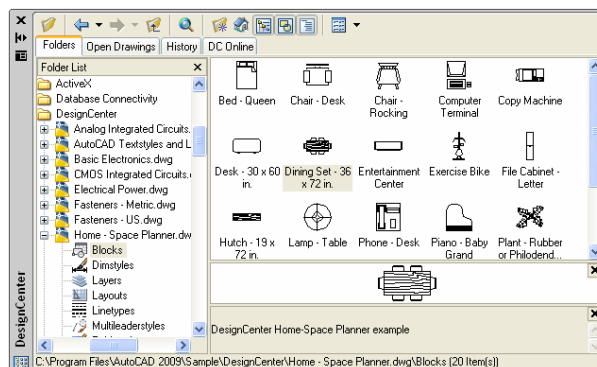 Folders
Open Drawings
History
DC Online
Folder List
ActiveX
Database Connectivity
DesignCenter
Analog Integrated Circuits.
AutoCAD Textstyles and L
Basic Electronics.dwg
CMOS Integrated Circuits.
Electrical Power.dwg
Fasteners - Metric.dwg
Fasteners - US.dwg
Home - Space Planner.dw
Blocks
Dimstyles
Layers
Layouts
Linetypes
Multileaderstyles
Bed - Queen
Chair - Desk
Chair - Rocking
Computer Terminal
Copy Machine
Desk - 30 x 60 in.
Dining Set - 36 x 72 in.
Entertainment Center
Exercise Bike
File Cabinet - Letter
Hutch - 19 x 72 in.
Lamp - Table
Phone - Desk
Piano - Baby Grand
Plant - Rubber or Philodend...
DesignCenter Home-Space Planner example
DesignCenter
C:\Program Files\AutoCAD 2009\Sample\DesignCenter\Home - Space Planner.dwg\Blocks (20 Item(s))